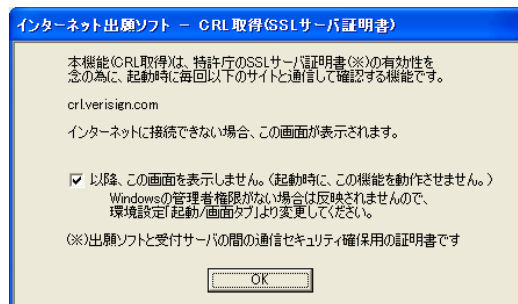 インターネット出願ソフト － CRL取得(SSLサーバ証明書)
本機能(CRL取得)は、特許庁のSSLサーバ証明書(※)の有効性を
念の為に、起動時に毎回以下のサイトと通信して確認する機能です。
crl.verisign.com
インターネットに接続できない場合、この画面が表示されます。
以降、この画面を表示しません。(起動時に、この機能を動作させません。)
Windowsの管理者権限がない場合は反映されませんので、
環境設定「起動/画面タブ」より変更してください。
(※)出願ソフトと受付サーバの間の通信セキュリティ確保用の証明書です
OK